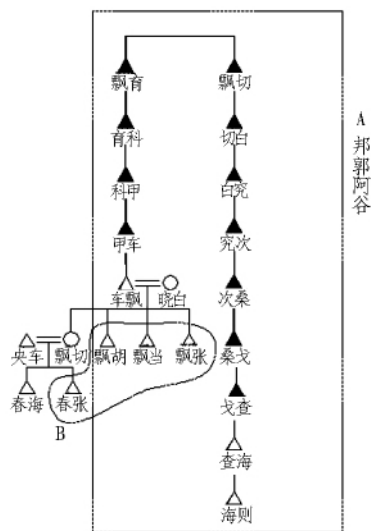 飘育 飘切
育科 切白
科甲 白究
甲车 究次
车飘 晓白 次桑
央车 飘切 飘胡 飘当 飘张 桑戈
春海 春张 戈查
B
查海
海则
A
邦郭阿谷